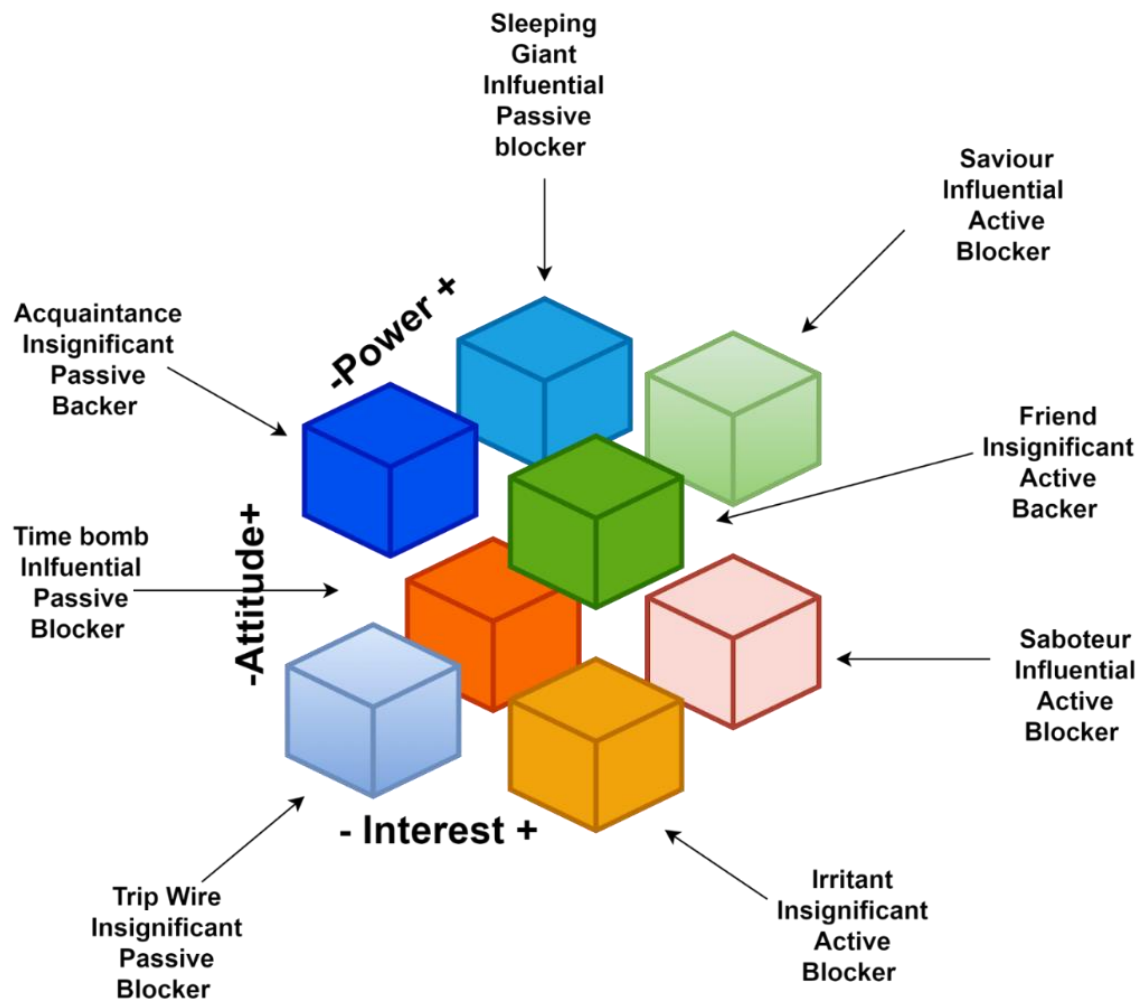 Sleeping
Giant
Inlfuential
Passive
blocker
Saviour
Influential
Active
Blocker
-Power +
Acquaintance
Insignificant
Passive
Backer
Friend
Insignificant
Active
Backer
Time bomb
Inlfuential
Passive
Blocker
-Attitude+
Saboteur
Influential
Active
Blocker
- Interest +
Trip Wire
Insignificant
Passive
Blocker
Irritant
Insignificant
Active
Blocker